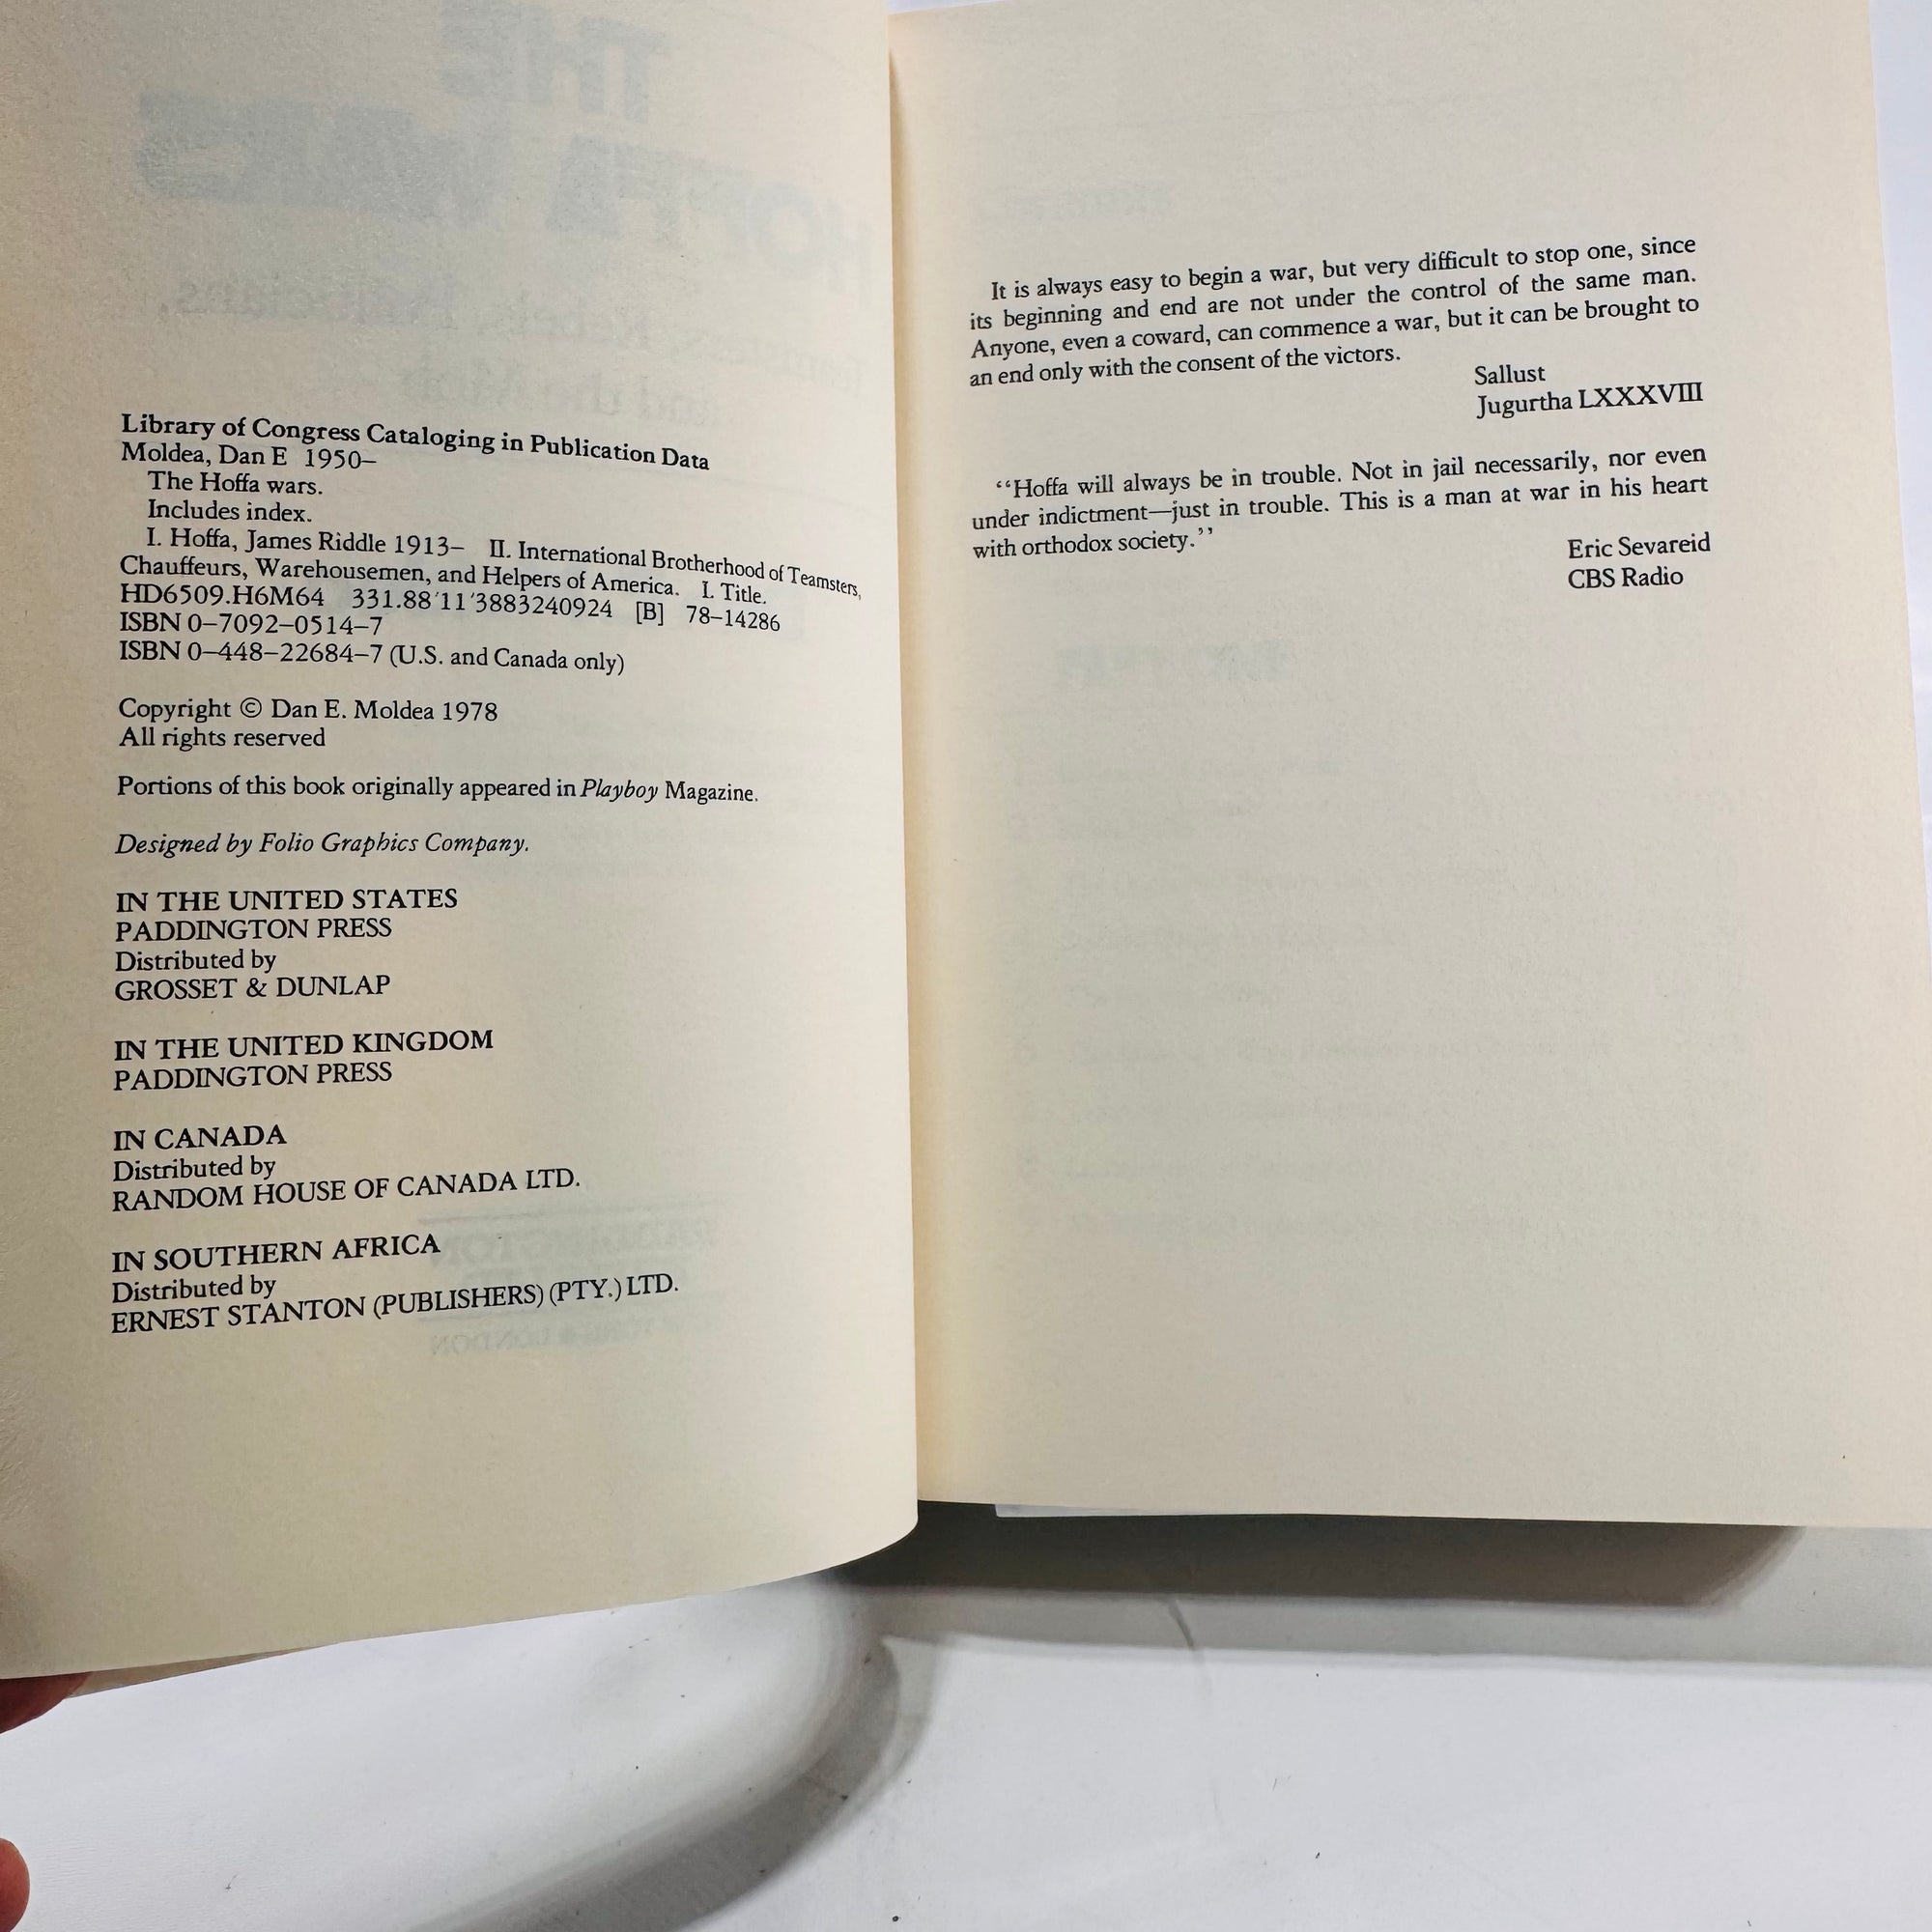 Library of Congress Cataloging in Publication Data
Moldea, Dan E 1950–
The Hoffa wars.
Includes index.
I. Hoffa, James Riddle 1913– II. International Brotherhood of Teamsters,
Chauffeurs, Warehousemen, and Helpers of America. I. Title.
HD6509.H6M64 331.88'11'3883240924 [B] 78–14286
ISBN 0–7092–0514–7
ISBN 0–448–22684–7 (U.S. and Canada only)
Copyright © Dan E. Moldea 1978
All rights reserved
Portions of this book originally appeared in Playboy Magazine.
Designed by Folio Graphics Company.
IN THE UNITED STATES
PADDINGTON PRESS
Distributed by
GROSSET & DUNLAP
IN THE UNITED KINGDOM
PADDINGTON PRESS
IN CANADA
Distributed by
RANDOM HOUSE OF CANADA LTD.
IN SOUTHERN AFRICA
Distributed by
ERNEST STANTON (PUBLISHERS) (PTY.) LTD.
It is always easy to begin a war, but very difficult to stop one, since
its beginning and end are not under the control of the same man.
Anyone, even a coward, can commence a war, but it can be brought to
an end only with the consent of the victors.
Sallust
Jugurtha LXXXVIII
“Hoffa will always be in trouble. Not in jail necessarily, nor even
under indictment—just in trouble. This is a man at war in his heart
with orthodox society.”
Eric Sevareid
CBS Radio